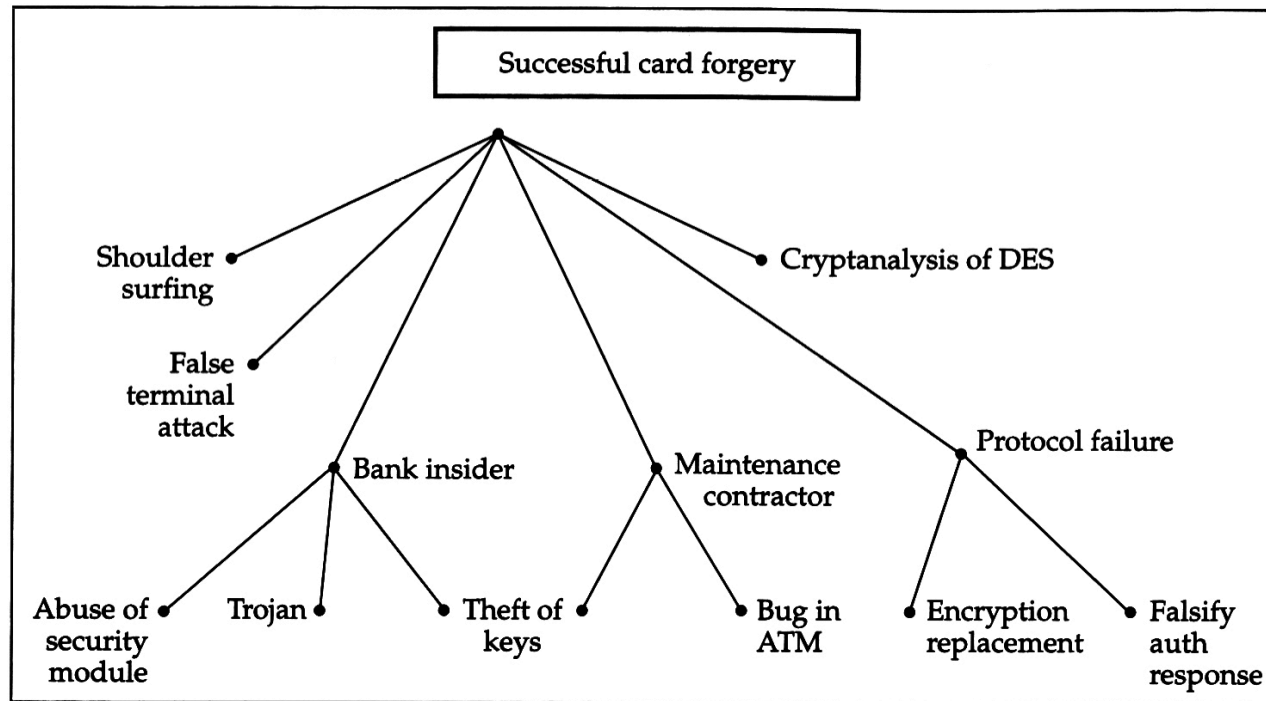 Successful card forgery
Shoulder
surfing
Cryptanalysis of DES
False
terminal
attack
Bank insider
Maintenance
contractor
Protocol failure
Abuse of
security
module
Trojan
Theft of
keys
Bug in
ATM
Encryption
replacement
Falsify
auth
response